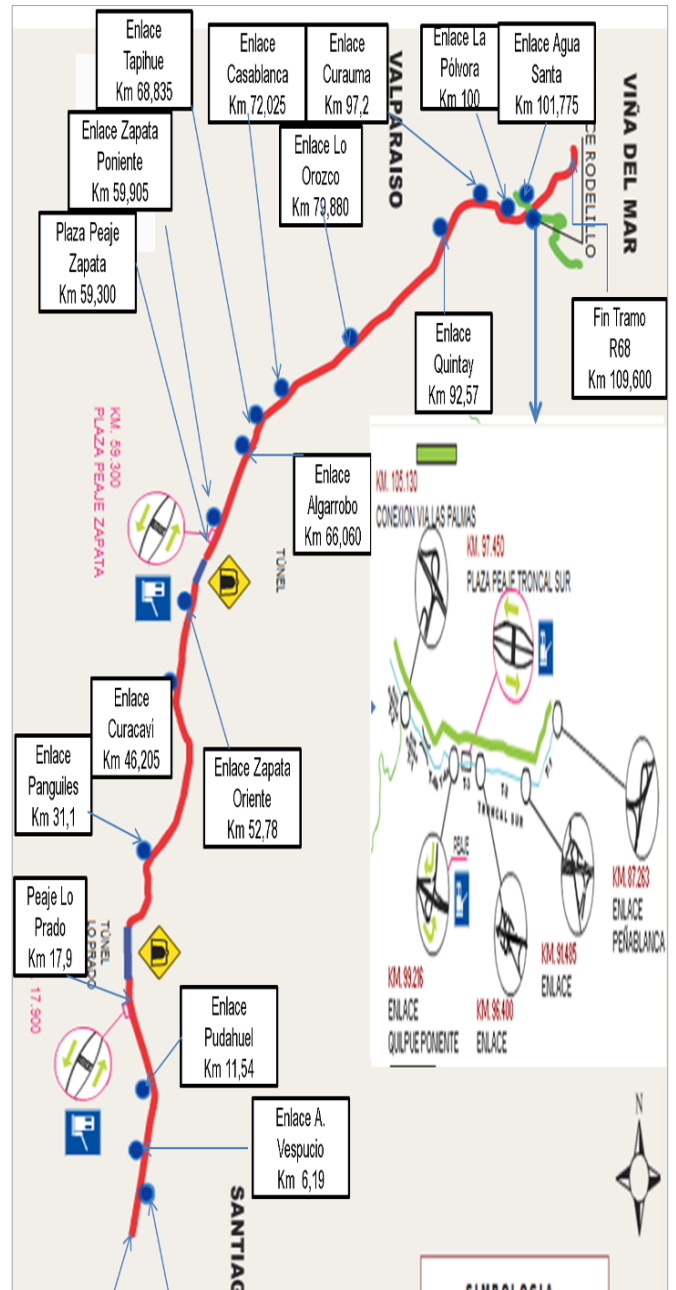 Enlace
Tapihue
Km 68,835
Enlace
Casablanca
Km 72,025
Enlace
Curauma
Km 97,2
Enlace La
Pólvora
Km 100
Enlace Agua
Santa
Km 101,775
VALPARAISO
VIÑA DEL MAR
CE RODELILLO
Enlace Zapata
Poniente
Km 59,905
Enlace Lo
Orozco
Km 79,880
Plaza Peaje
Zapata
Km 59,300
Enlace
Quintay
Km 92,57
Fin Tramo
R68
Km 109,600
KM. 59.300
PLAZA PEAJE ZAPATA
Enlace
Algarrobo
Km 66,060
TÚNEL
KM. 105.130
CONEXION VIA LAS PALMAS
KM. 97.450
PLAZA PEAJE TRONCAL SUR
TRONCAL SUR
PEAJE
KM. 87.263
ENLACE
PEÑABLANCA
KM. 91.485
ENLACE
KM. 96.400
ENLACE
KM. 99.216
ENLACE
QUILPUE PONIENTE
Enlace
Curacavi
Km 46,205
Enlace
Panguiles
Km 31,1
Enlace Zapata
Oriente
Km 52,78
Peaje Lo
Prado
Km 17,9
TÚNEL
LO PRADO
17.900
Enlace
Pudahuel
Km 11,54
Enlace A.
Vespucio
Km 6,19
SANTIAG
N
SIMBOLOGIA